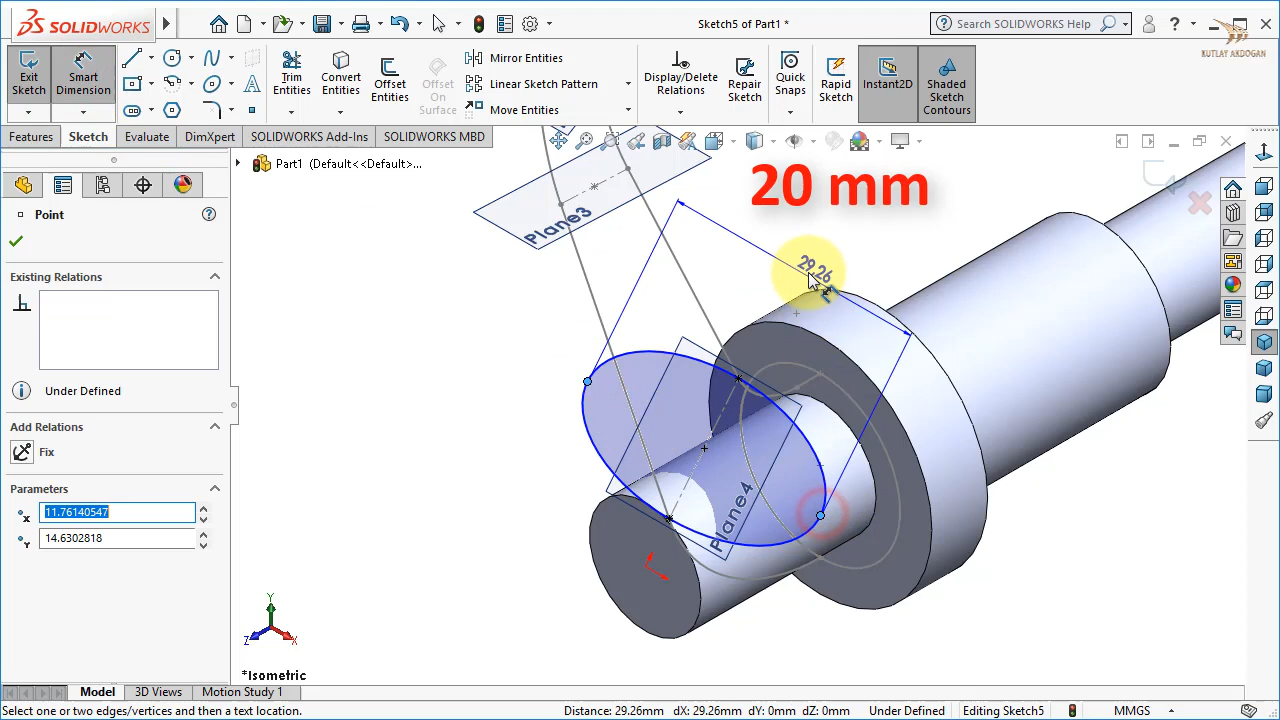 SOLIDWORKS
Sketch5 of Part1 *
Search SOLIDWORKS Help
?
KUTLAY AKDOGAN
Exit Sketch
Smart Dimension
Trim Entities
Convert Entities
Offset Entities
Offset On Surface
Mirror Entities
Linear Sketch Pattern
Move Entities
Display/Delete Relations
Repair Sketch
Quick Snaps
Rapid Sketch
Instant2D
Shaded Sketch Contours
Features
Sketch
Evaluate
DimXpert
SOLIDWORKS Add-Ins
SOLIDWORKS MBD
Part1 (Default<<Default>...
20 mm
Point
?
Existing Relations
Under Defined
Add Relations
Fix
Parameters
11.76140547
14.6302818
Plane3
29.26
Plane4
Y
Z
X
*Isometric
Model
3D Views
Motion Study 1
Select one or two edges/vertices and then a text location.
Distance: 29.26mm dX: 29.26mm dY: 0mm dZ: 0mm
Under Defined
Editing Sketch5
MMGS